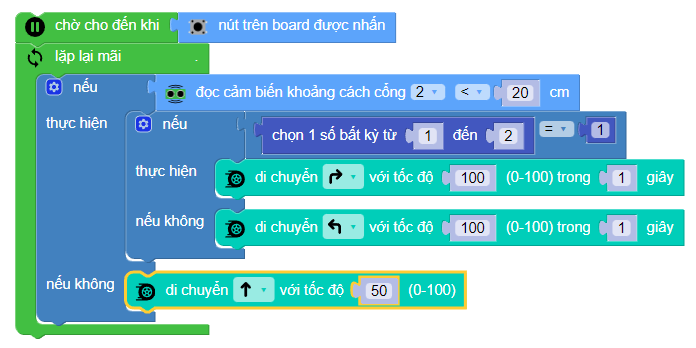 chờ cho đến khi nút trên board được nhấn
lặp lại mãi .
nếu đọc cảm biến khoảng cách cổng 2 < 20 cm
thực hiện nếu chọn 1 số bất kỳ từ 1 đến 2 = 1
thực hiện di chuyển với tốc độ 100 (0-100) trong 1 giây
nếu không di chuyển với tốc độ 100 (0-100) trong 1 giây
nếu không di chuyển với tốc độ 50 (0-100)